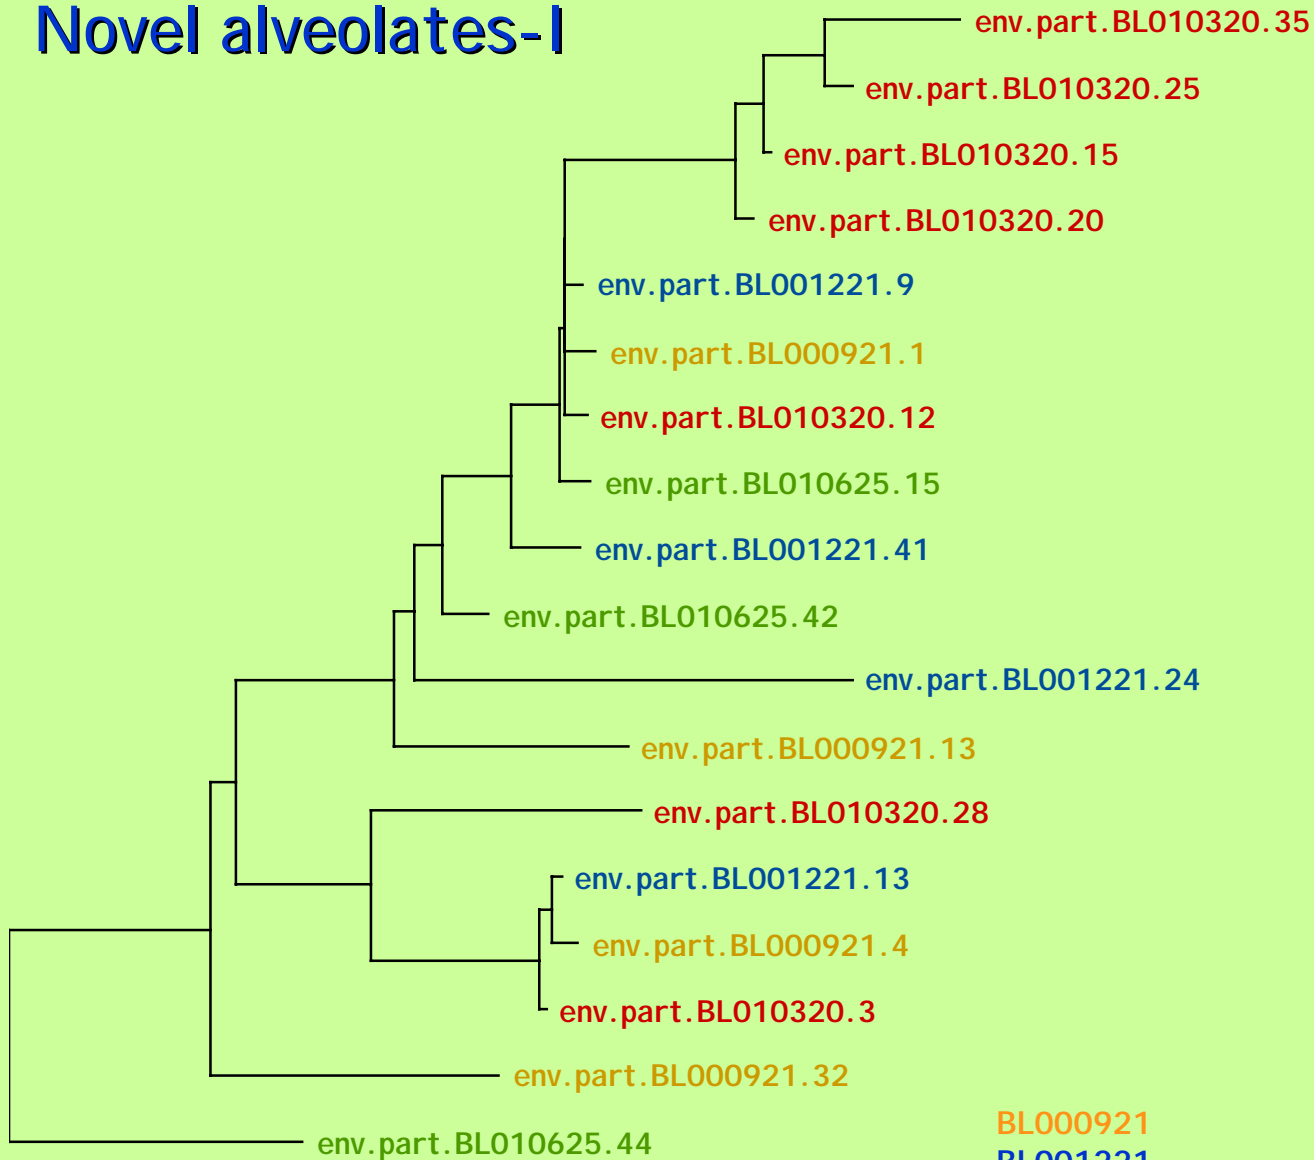 Novel alveolates-I
env.part.BL010320.35
env.part.BL010320.25
env.part.BL010320.15
env.part.BL010320.20
env.part.BL001221.9
env.part.BL000921.1
env.part.BL010320.12
env.part.BL010625.15
env.part.BL001221.41
env.part.BL010625.42
env.part.BL001221.24
env.part.BL000921.13
env.part.BL010320.28
env.part.BL001221.13
env.part.BL000921.4
env.part.BL010320.3
env.part.BL000921.32
BL000921
env.part.BL010625.44
BL001221